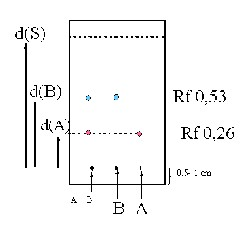 d(S)
d(B)
Rf 0,53
d(A)
Rf 0,26
0.5-1 cm
A
B A